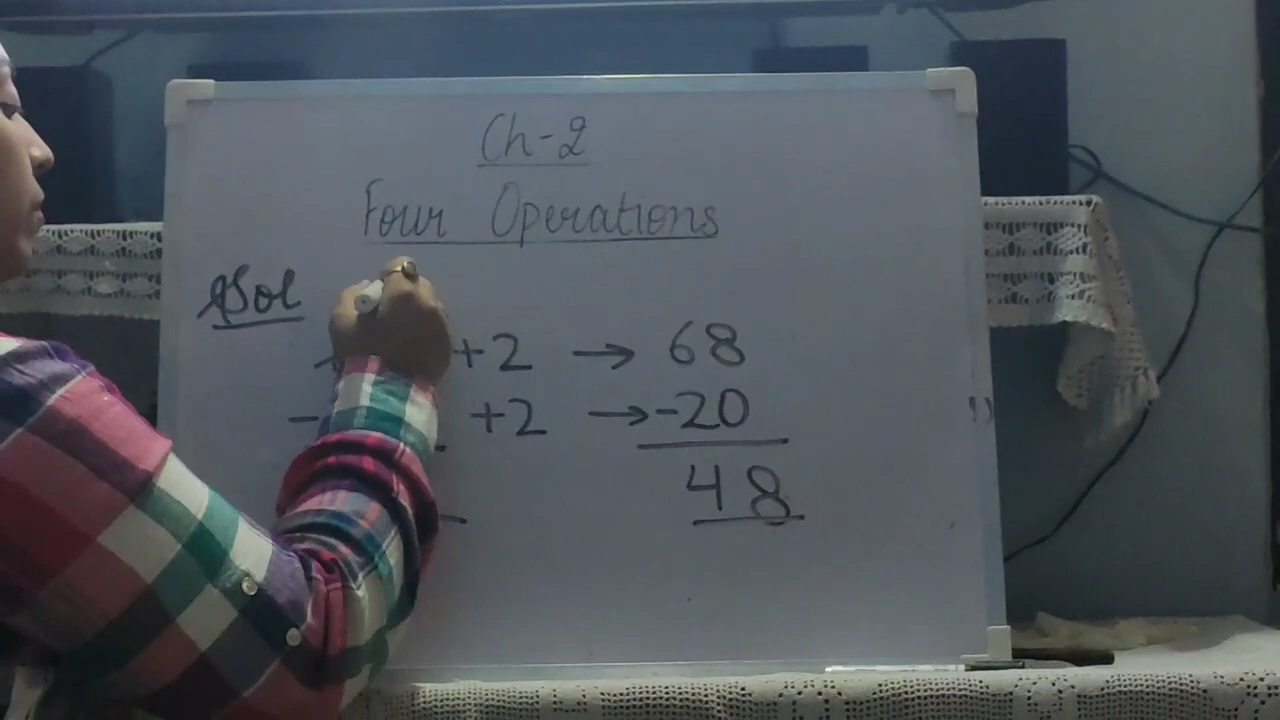 Ch-2
Four Operations
Sol
+2 → 68
- +2 → -20
48